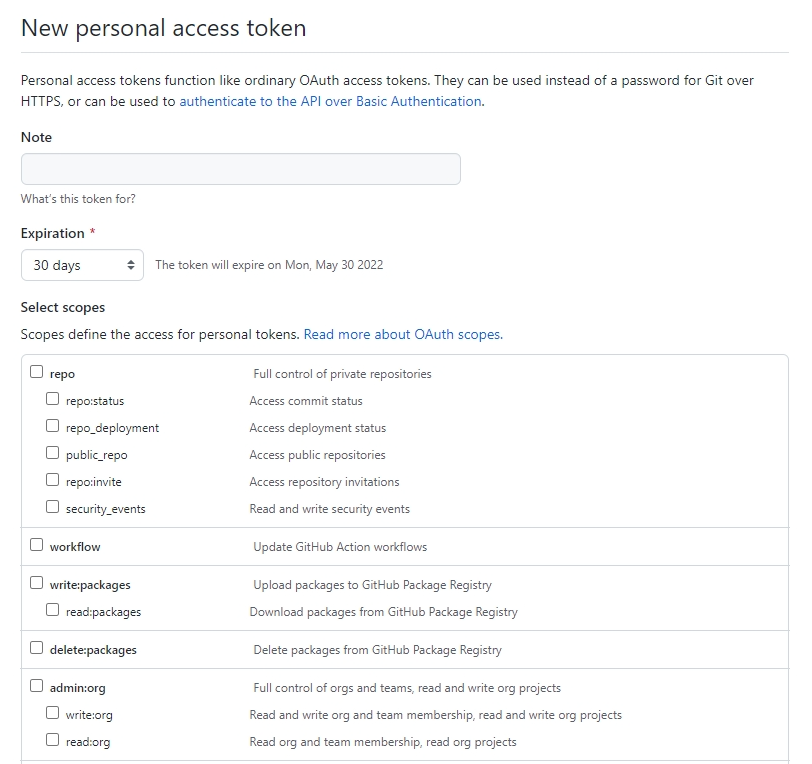 New personal access token
Personal access tokens function like ordinary OAuth access tokens. They can be used instead of a password for Git over
HTTPS, or can be used to authenticate to the API over Basic Authentication.
Note
What's this token for?
Expiration *
30 days The token will expire on Mon, May 30 2022
Select scopes
Scopes define the access for personal tokens. Read more about OAuth scopes.
repo Full control of private repositories
repo:status Access commit status
repo_deployment Access deployment status
public_repo Access public repositories
repo:invite Access repository invitations
security_events Read and write security events
workflow Update GitHub Action workflows
write:packages Upload packages to GitHub Package Registry
read:packages Download packages from GitHub Package Registry
delete:packages Delete packages from GitHub Package Registry
admin:org Full control of orgs and teams, read and write org projects
write:org Read and write org and team membership, read and write org projects
read:org Read org and team membership, read org projects